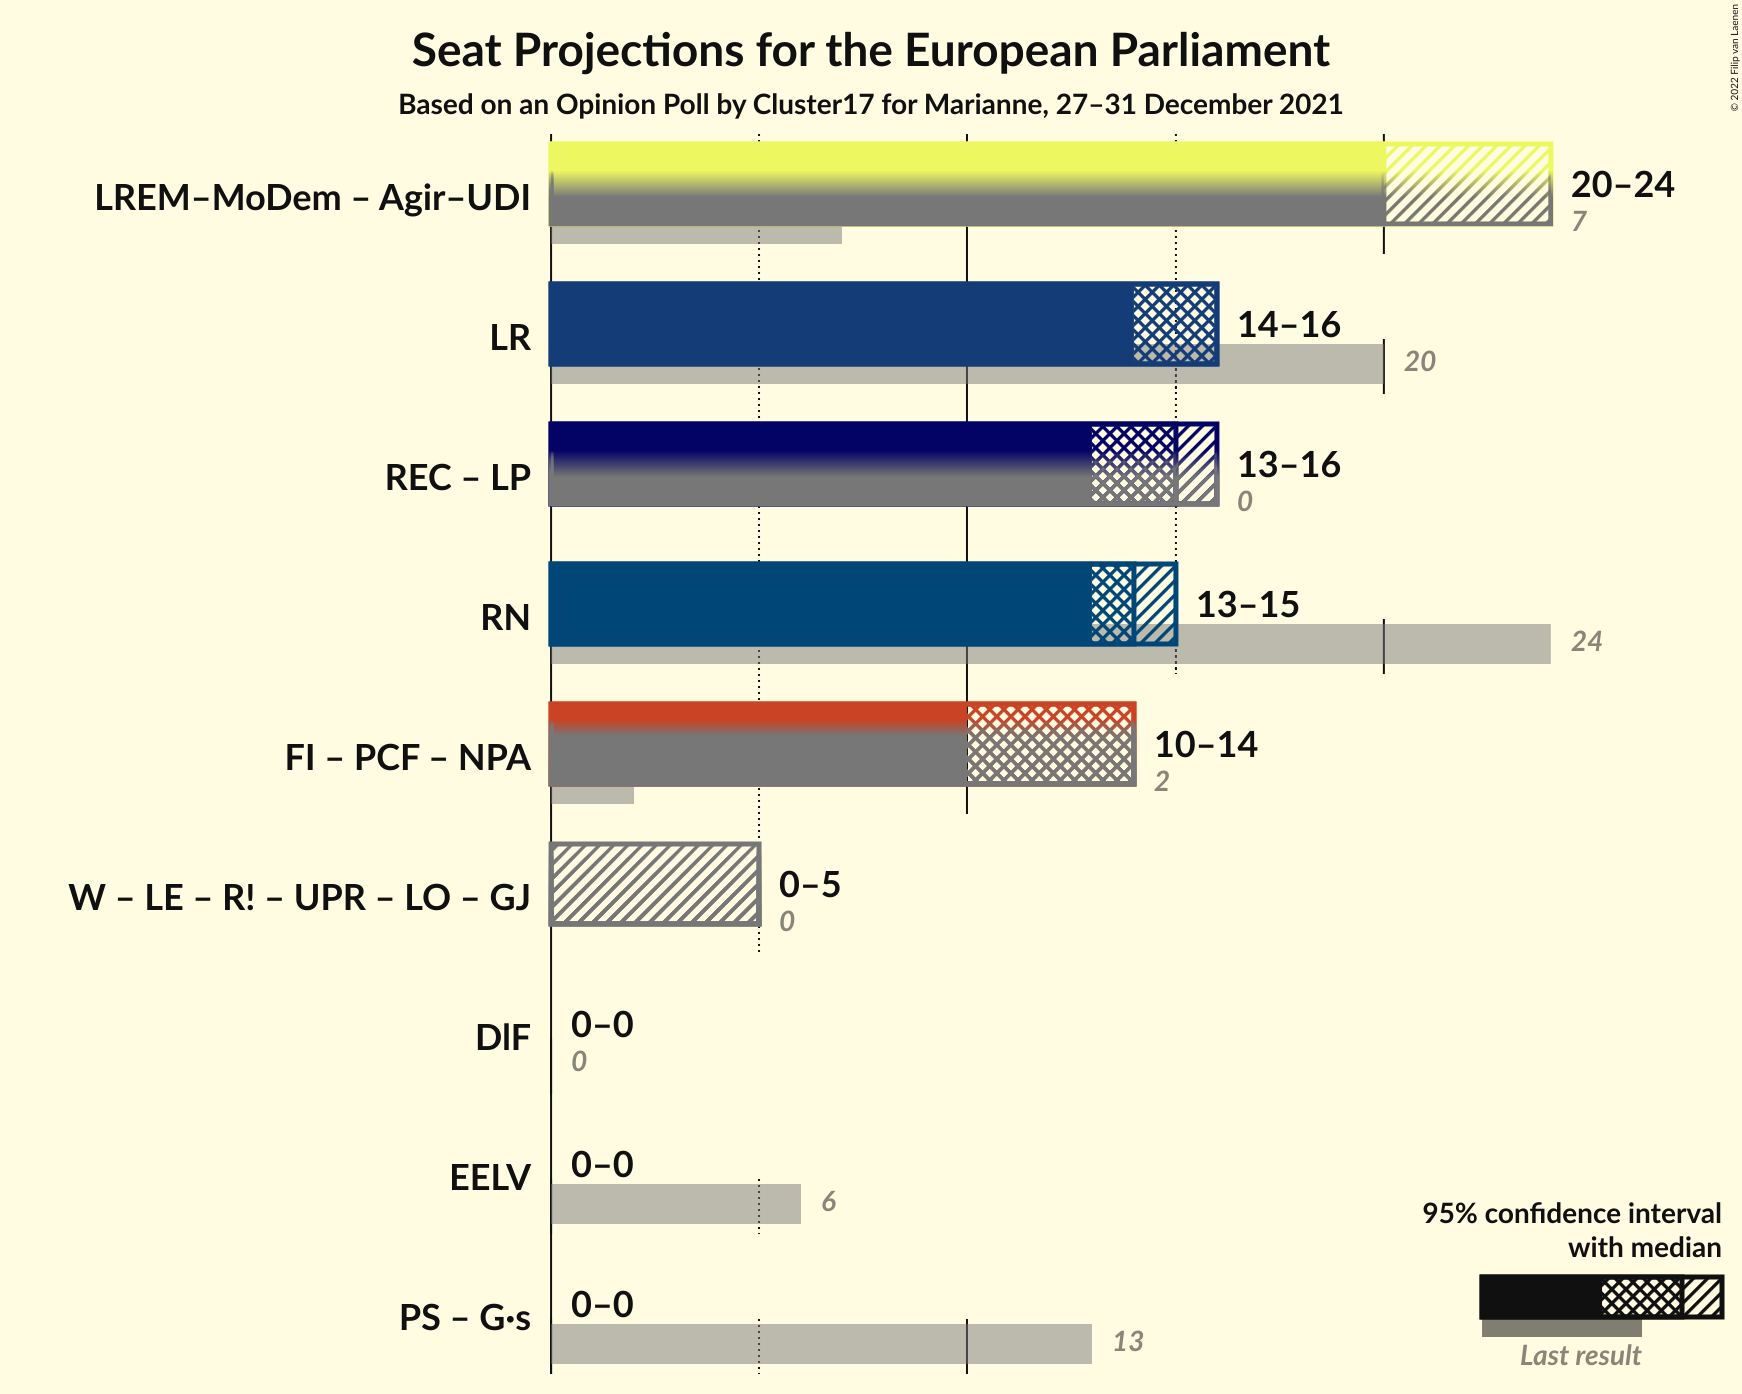 Seat Projections for the European Parliament
Based on an Opinion Poll by Cluster17 for Marianne, 27–31 December 2021
© 2022 Filip van Laenen
LREM–MoDem – Agir–UDI
20–24
7
LR
14–16
20
REC – LP
13–16
0
RN
13–15
24
FI – PCF – NPA
10–14
2
W – LE – R! – UPR – LO – GJ
0–5
0
DlF
0–0
0
EELV
0–0
6
PS – G·s
0–0
13
95% confidence interval
with median
Last result